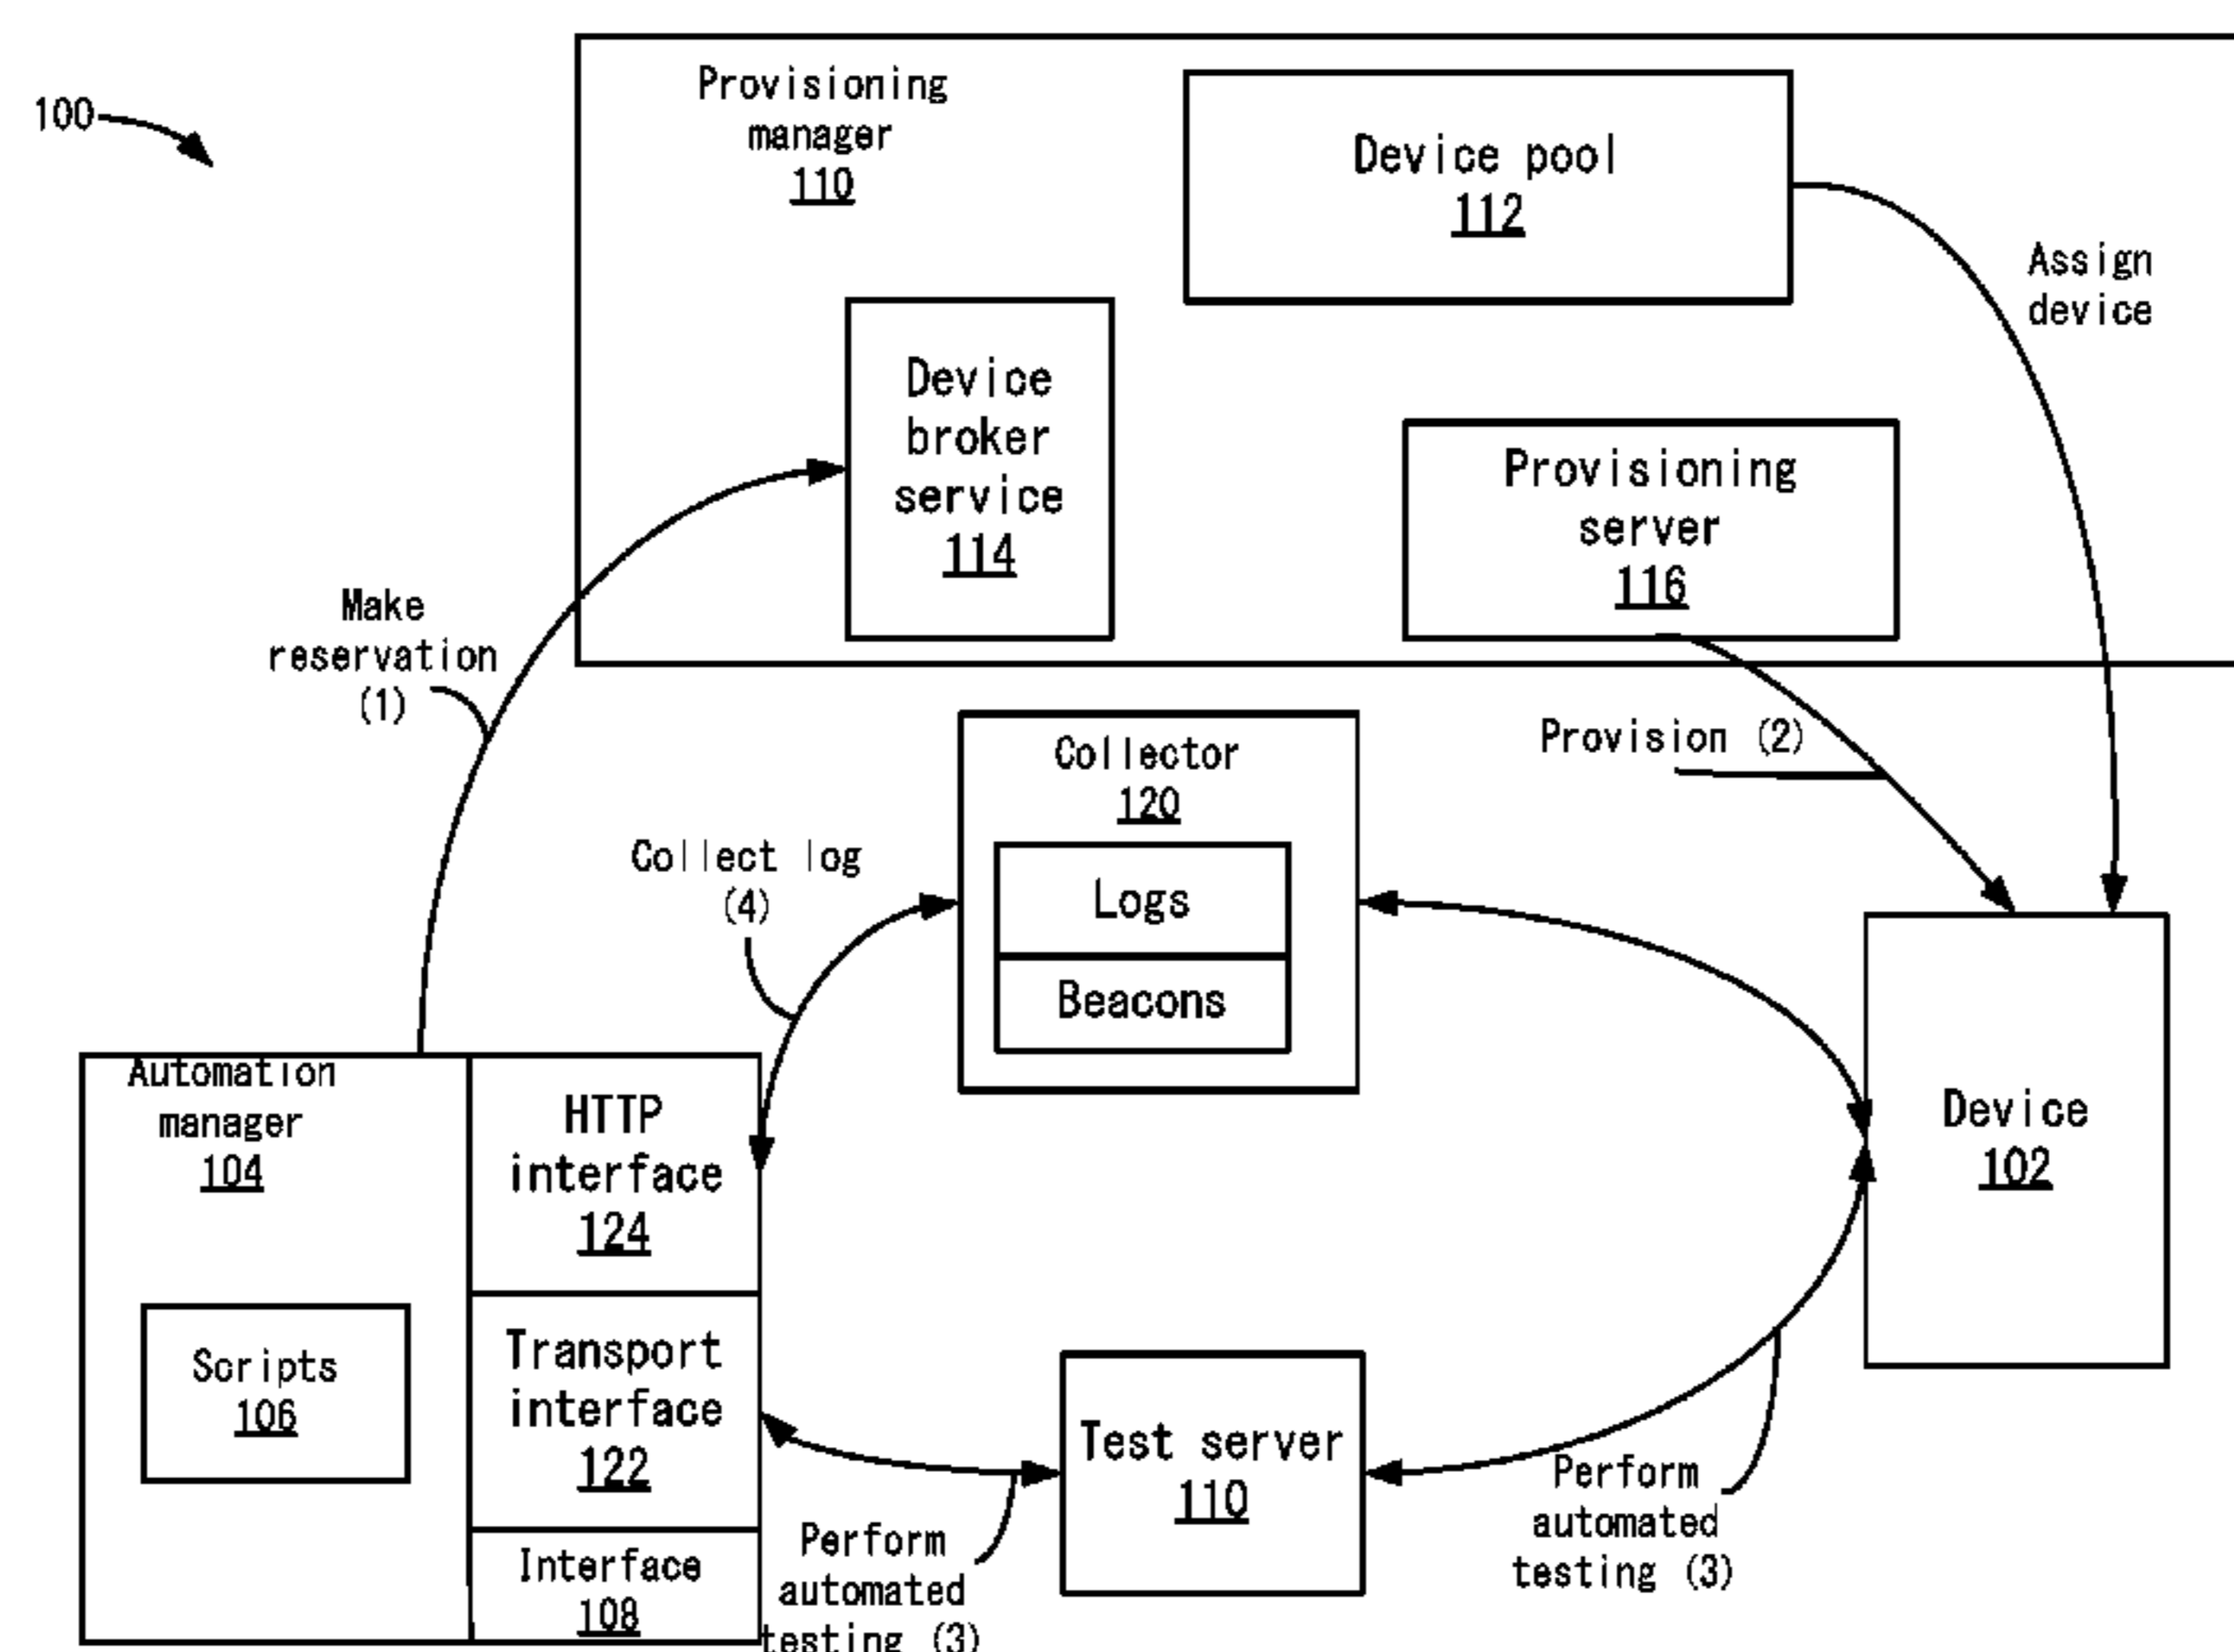 100
Provisioning
manager
110
Device pool
112
Assign
device
Device
broker
service
114
Provisioning
server
116
Make
reservation
(1)
Provision (2)
Collector
120
Logs
Beacons
Collect log
(4)
Automation
manager
104
HTTP
interface
124
Device
102
Scripts
106
Transport
interface
122
Test server
110
Interface
108
Perform
automated
testing (3)
Perform
automated
testing (3)